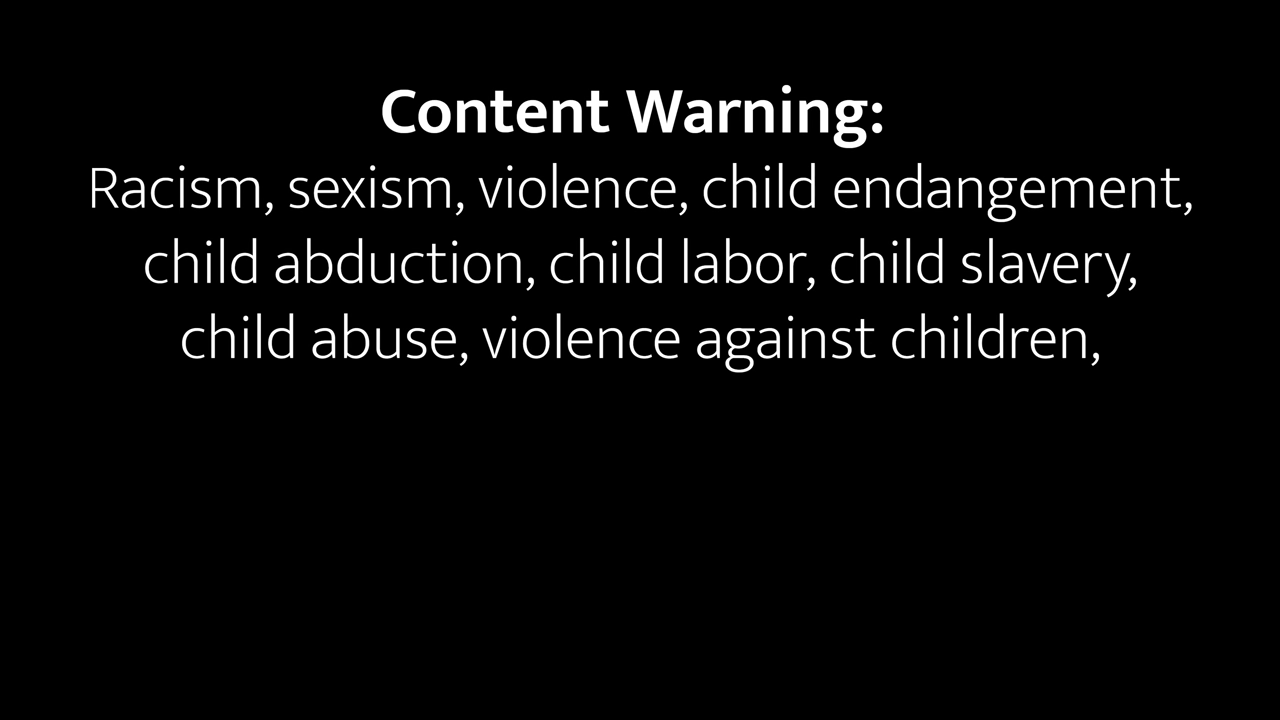 Content Warning:
Racism, sexism, violence, child endangement,
child abduction, child labor, child slavery,
child abuse, violence against children,